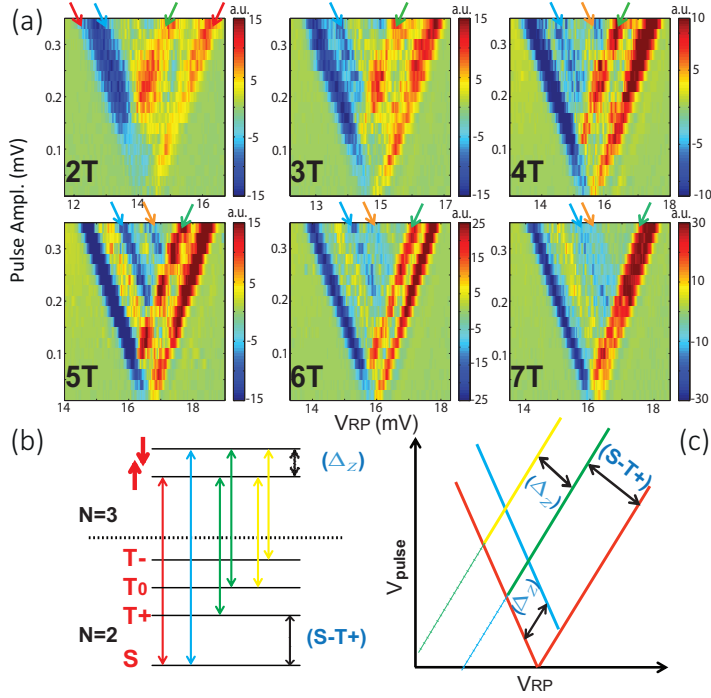 (a)
a.u. 15 5 -5 -15
a.u. 15 5 -5 -15
a.u. 10 5 0 -5 -10
Pulse Ampl. (mV)
0.3 0.2 0.1
2T 3T 4T
12 14 16
13 15 17
14 16 18
a.u. 15 5 -5 -15
a.u. 25 15 5 -5 -15 25
a.u. 30 10 -10 -30
0.3 0.2 0.1
5T 6T 7T
14 16 18
14 16 18
14 16 18
VRP (mV)
(b)
(c)
(Δz)
N=3
T-
T0
T+
N=2
S
(S-T+)
Vpulse
(Δz)
(S-T+)
(Δz)
VRP